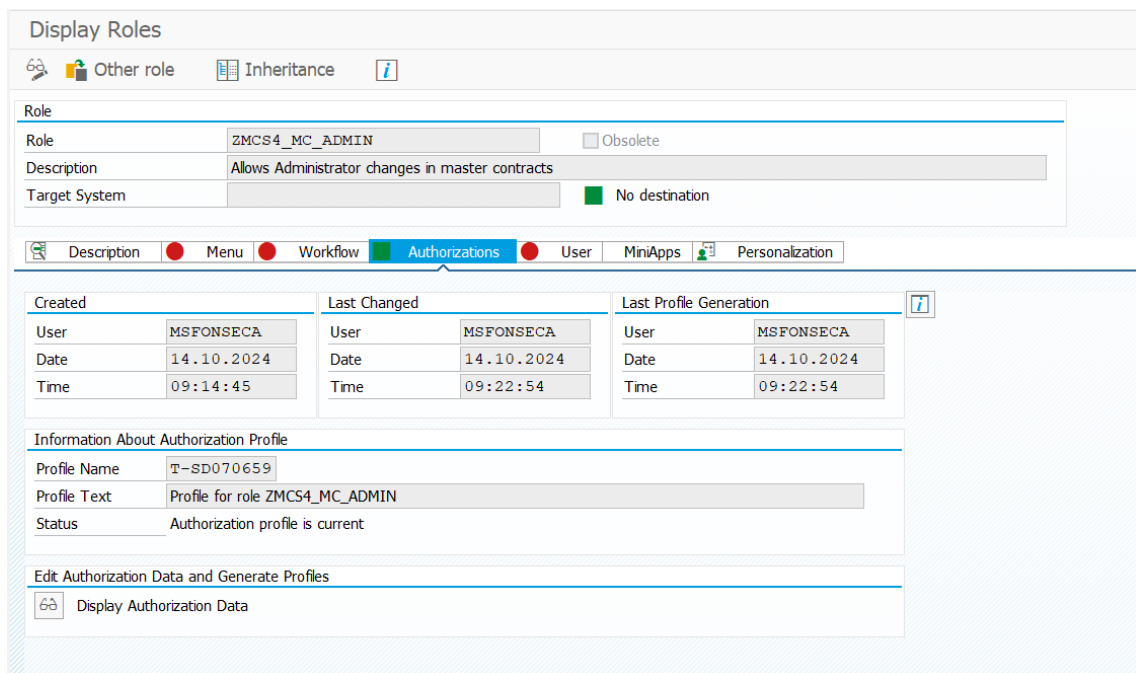 Display Roles
Other role Inheritance i
Role
Role ZMCS4_MC_ADMIN Obsolete
Description Allows Administrator changes in master contracts
Target System No destination
Description Menu Workflow Authorizations User MiniApps Personalization
Created Last Changed Last Profile Generation i
User MSFONSECA User MSFONSECA User MSFONSECA
Date 14.10.2024 Date 14.10.2024 Date 14.10.2024
Time 09:14:45 Time 09:22:54 Time 09:22:54
Information About Authorization Profile
Profile Name T-SD070659
Profile Text Profile for role ZMCS4_MC_ADMIN
Status Authorization profile is current
Edit Authorization Data and Generate Profiles
Display Authorization Data